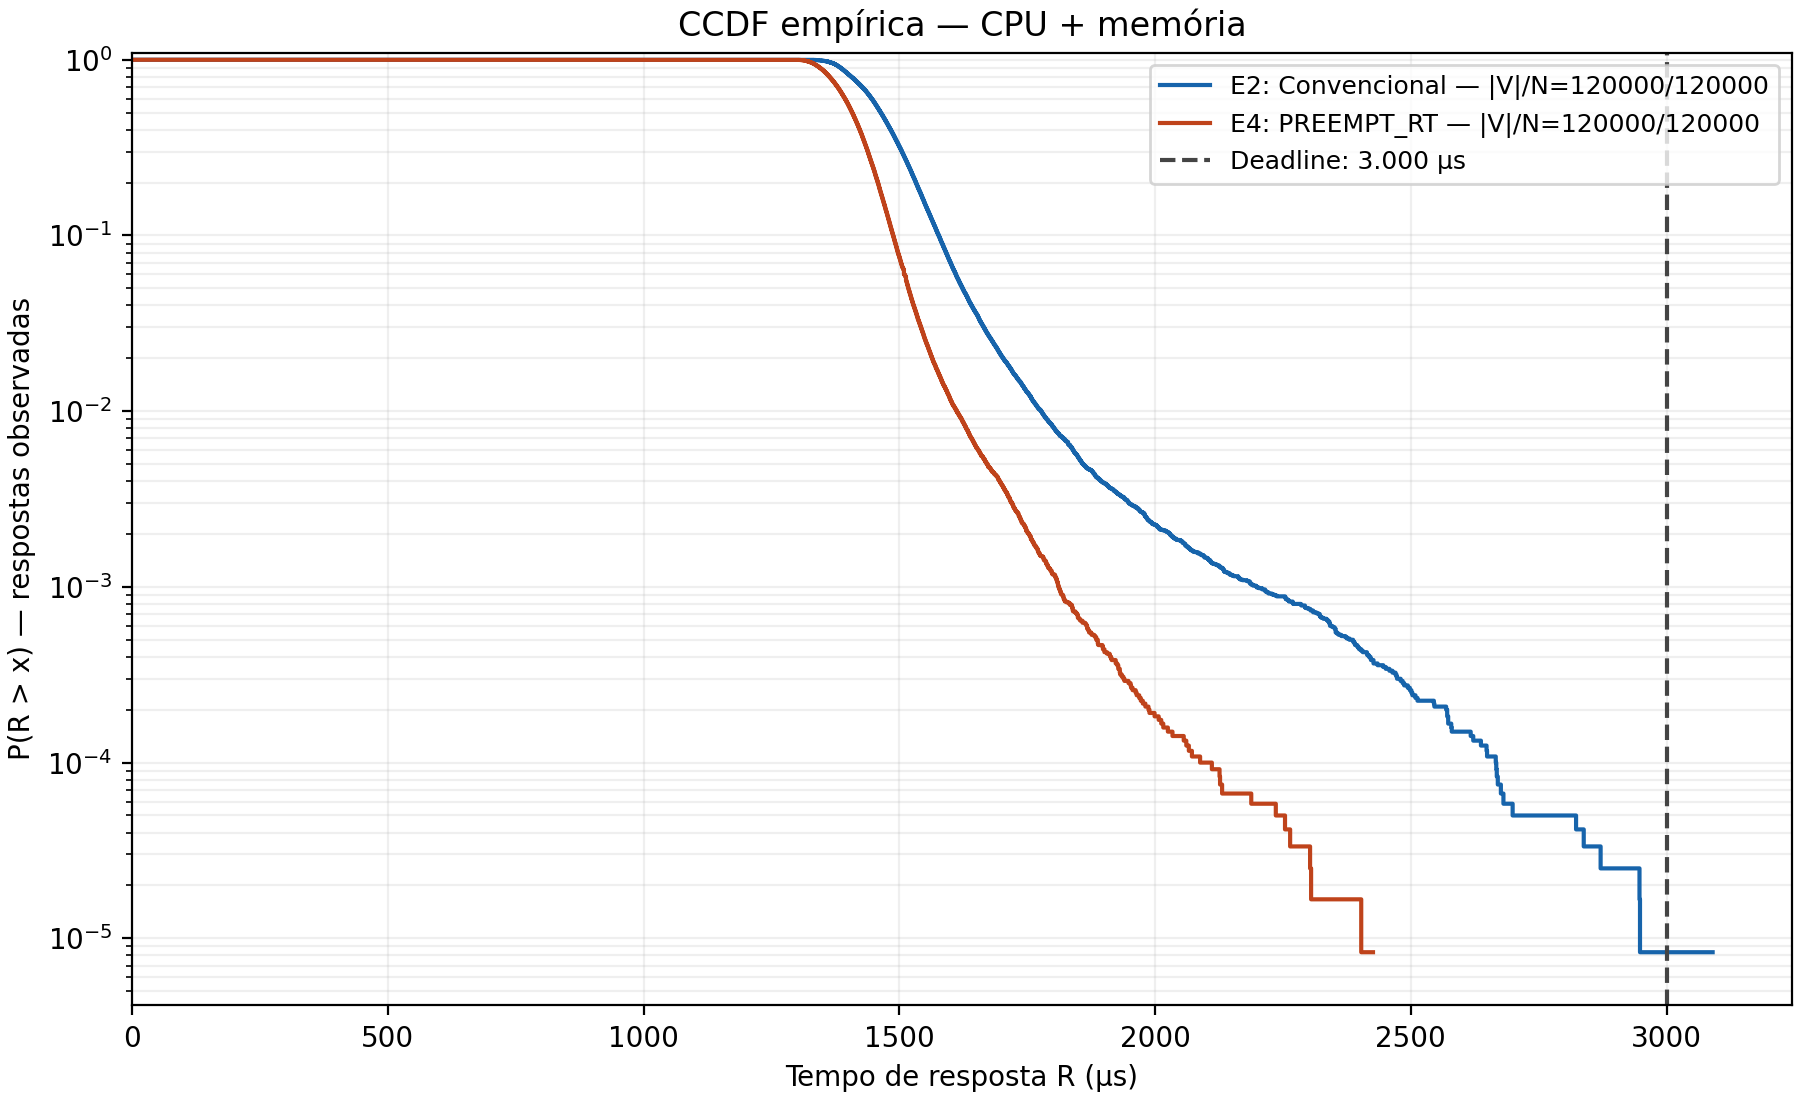 CCDF empírica — CPU + memória
E2: Convencional — |V|/N=120000/120000
E4: PREEMPT_RT — |V|/N=120000/120000
Deadline: 3.000 µs
P(R > x) — respostas observadas
10⁰
10⁻¹
10⁻²
10⁻³
10⁻⁴
10⁻⁵
0 500 1000 1500 2000 2500 3000
Tempo de resposta R (µs)